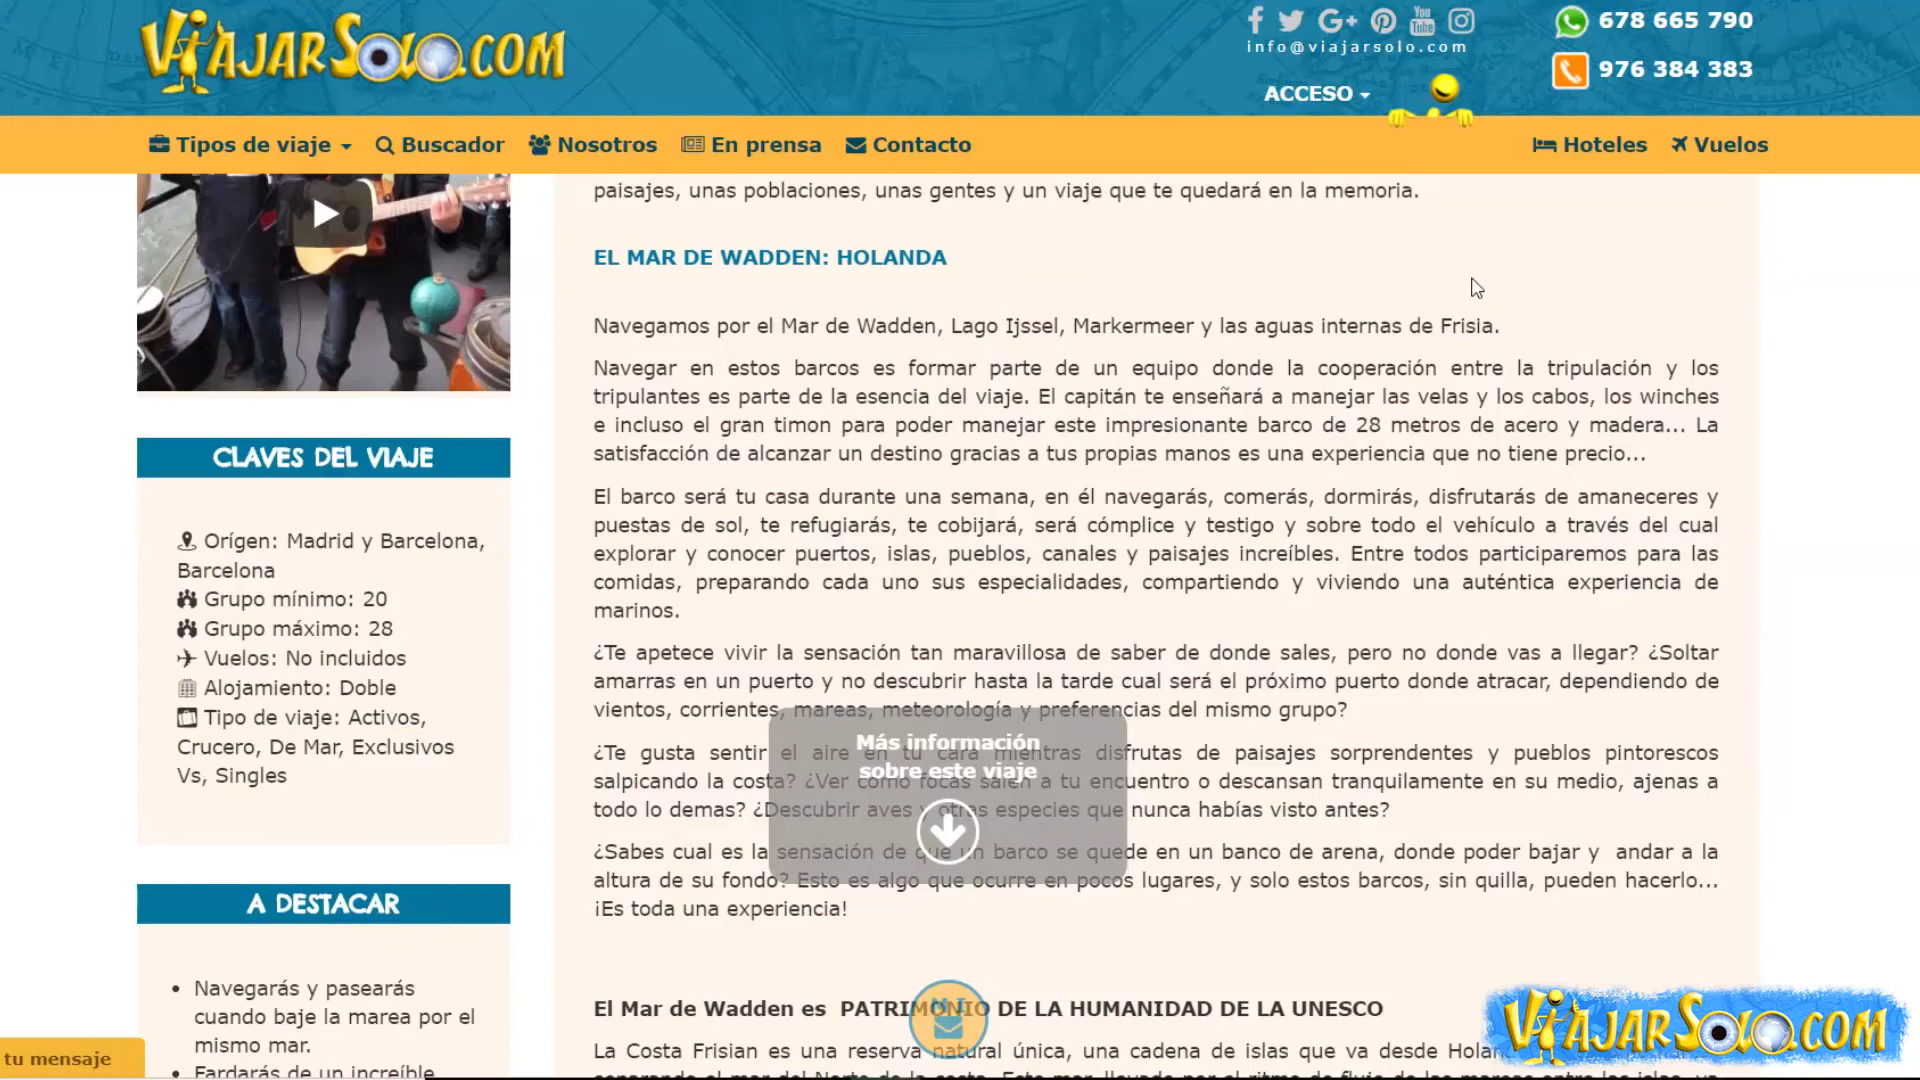 ViajarSolo.com
info@viajarsolo.com
678 665 790
976 384 383
ACCESO
Tipos de viaje
Buscador
Nosotros
En prensa
Contacto
Hoteles
Vuelos
paisajes, unas poblaciones, unas gentes y un viaje que te quedará en la memoria.
EL MAR DE WADDEN: HOLANDA
Navegamos por el Mar de Wadden, Lago Ijssel, Markermeer y las aguas internas de Frisia.
Navegar en estos barcos es formar parte de un equipo donde la cooperación entre la tripulación y los
tripulantes es parte de la esencia del viaje. El capitán te enseñará a manejar las velas y los cabos, los winches
e incluso el gran timon para poder manejar este impresionante barco de 28 metros de acero y madera... La
satisfacción de alcanzar un destino gracias a tus propias manos es una experiencia que no tiene precio...
El barco será tu casa durante una semana, en él navegarás, comerás, dormirás, disfrutarás de amaneceres y
puestas de sol, te refugiarás, te cobijará, será cómplice y testigo y sobre todo el vehículo a través del cual
explorar y conocer puertos, islas, pueblos, canales y paisajes increíbles. Entre todos participaremos para las
comidas, preparando cada uno sus especialidades, compartiendo y viviendo una auténtica experiencia de
marinos.
¿Te apetece vivir la sensación tan maravillosa de saber de donde sales, pero no donde vas a llegar? ¿Soltar
amarras en un puerto y no descubrir hasta la tarde cual será el próximo puerto donde atracar, dependiendo de
vientos, corrientes, mareas, meteorología y preferencias del mismo grupo?
¿Te gusta sentir el aire en tu cara mientras disfrutas de paisajes sorprendentes y pueblos pintorescos
salpicando la costa? ¿Ver como focas salen a tu encuentro o descansan tranquilamente en su medio, ajenas a
todo lo demas? ¿Descubrir aves y otras especies que nunca habías visto antes?
¿Sabes cual es la sensación de que un barco se quede en un banco de arena, donde poder bajar y andar a la
altura de su fondo? Esto es algo que ocurre en pocos lugares, y solo estos barcos, sin quilla, pueden hacerlo...
¡Es toda una experiencia!
El Mar de Wadden es PATRIMONIO DE LA HUMANIDAD DE LA UNESCO
La Costa Frisian es una reserva natural única, una cadena de islas que va desde
Más información
sobre este viaje
CLAVES DEL VIAJE
Orígen: Madrid y Barcelona,
Barcelona
Grupo mínimo: 20
Grupo máximo: 28
Vuelos: No incluidos
Alojamiento: Doble
Tipo de viaje: Activos,
Crucero, De Mar, Exclusivos
Vs, Singles
A DESTACAR
Navegarás y pasearás
cuando baje la marea por el
mismo mar.
Fardarás de un increíble
tu mensaje
ViajarSolo.com